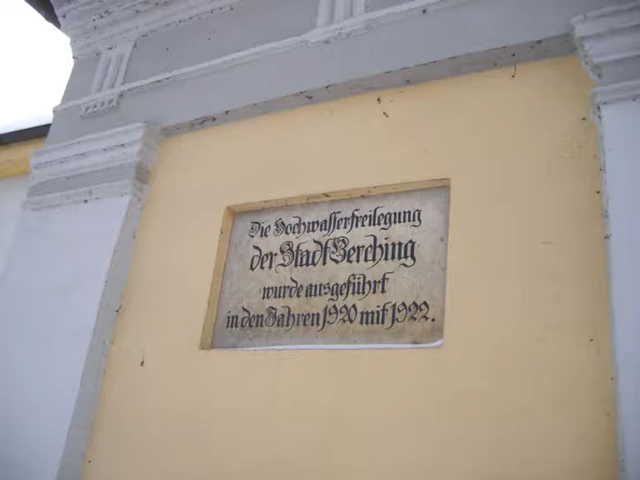 Die Hochwasserfreilegung
der Stadt Berching
wurde ausgeführt
in den Jahren 1920 mit 1922.